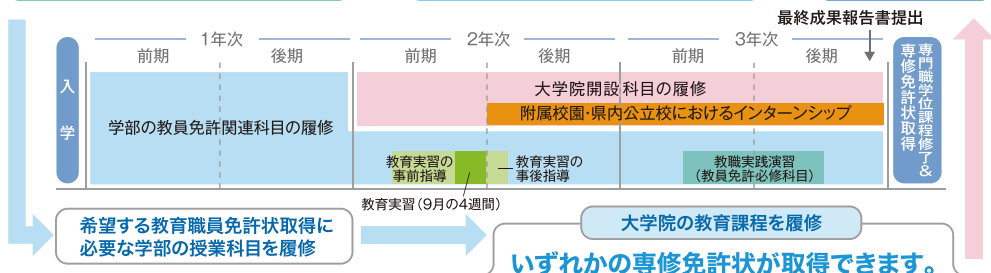 最終成果報告書提出
1年次
2年次
3年次
前期
後期
前期
後期
前期
後期
入学
専門職学位課程修了&
専修免許状取得
大学院開設科目の履修
附属校園・県内公立校におけるインターンシップ
学部の教員免許関連科目の履修
教育実習の
事前指導
教育実習の
事後指導
教職実践演習
(教員免許必修科目)
教育実習(9月の4週間)
希望する教育職員免許状取得に
必要な学部の授業科目を履修
大学院の教育課程を履修
いずれかの専修免許状が取得できます。